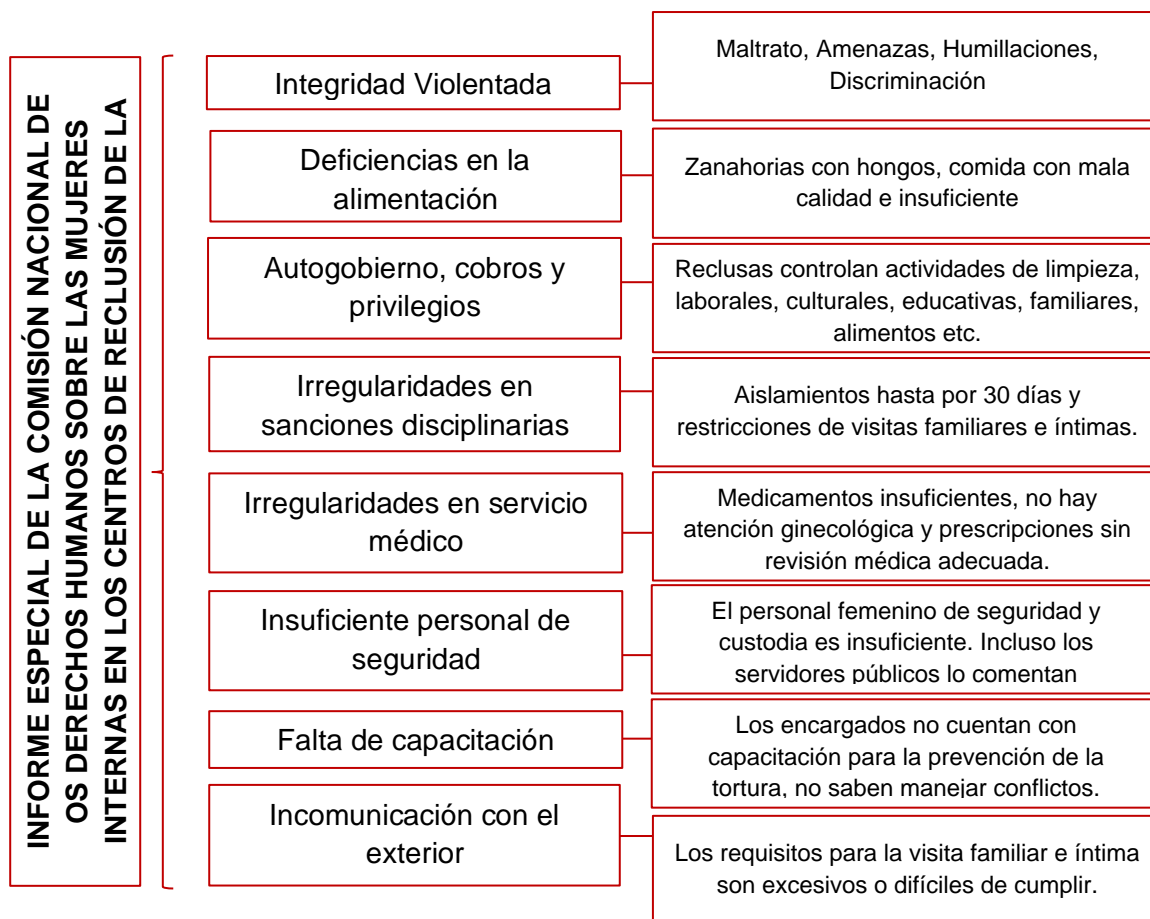 INFORME ESPECIAL DE LA COMISIÓN NACIONAL DE
OS DERECHOS HUMANOS SOBRE LAS MUJERES
INTERNAS EN LOS CENTROS DE RECLUSIÓN DE LA
Integridad Violentada
Maltrato, Amenazas, Humillaciones,
Discriminación
Deficiencias en la
alimentación
Zanahorias con hongos, comida con mala
calidad e insuficiente
Autogobierno, cobros y
privilegios
Reclusas controlan actividades de limpieza,
laborales, culturales, educativas, familiares,
alimentos etc.
Irregularidades en
sanciones disciplinarias
Aislamientos hasta por 30 días y
restricciones de visitas familiares e íntimas.
Irregularidades en servicio
médico
Medicamentos insuficientes, no hay
atención ginecológica y prescripciones sin
revisión médica adecuada.
Insuficiente personal de
seguridad
El personal femenino de seguridad y
custodia es insuficiente. Incluso los
servidores públicos lo comentan
Falta de capacitación
Los encargados no cuentan con
capacitación para la prevención de la
tortura, no saben manejar conflictos.
Incomunicación con el
exterior
Los requisitos para la visita familiar e íntima
son excesivos o difíciles de cumplir.